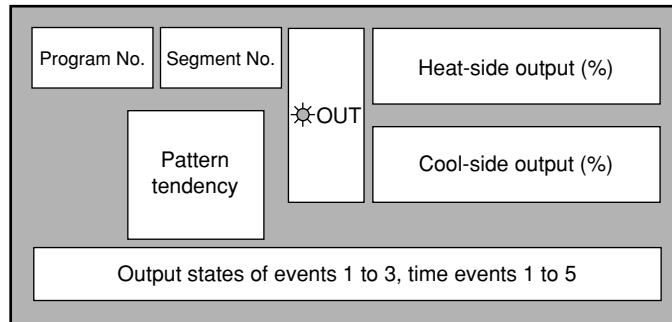 Program No.
Segment No.
OUT
Heat-side output (%)
Cool-side output (%)
Pattern
tendency
Output states of events 1 to 3, time events 1 to 5